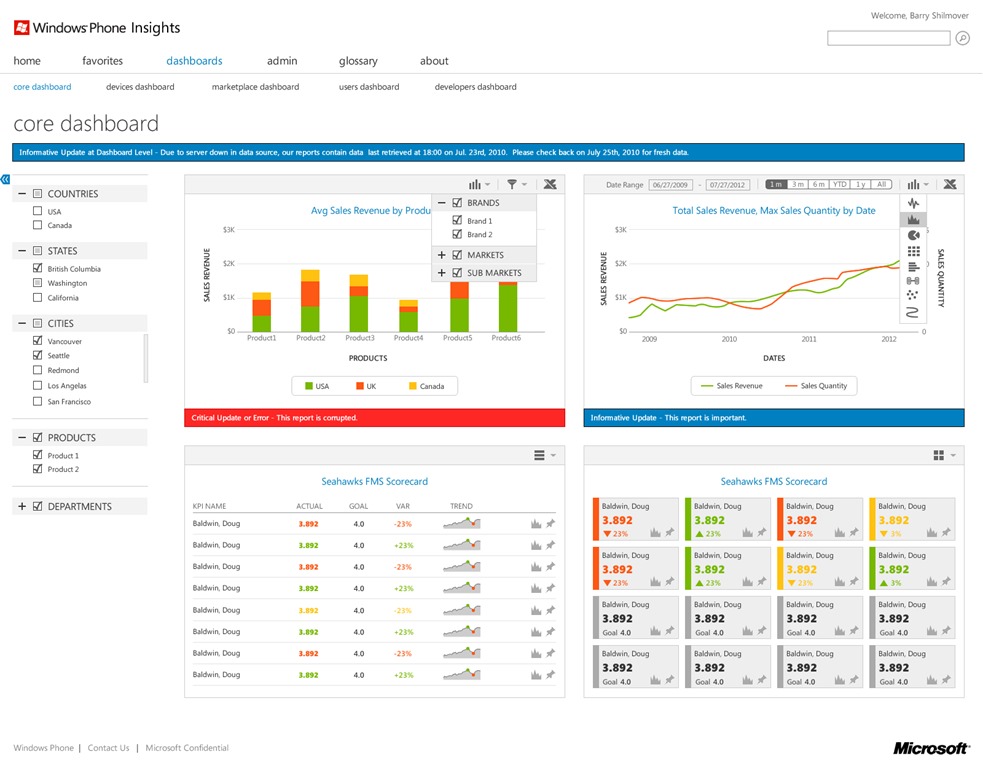 Welcome, Barry Shilmover
Windows Phone Insights
home favorites dashboards admin glossary about
core dashboard devices dashboard marketplace dashboard users dashboard developers dashboard
core dashboard
Informative Update at Dashboard Level - Due to server down in data source, our reports contain data last retrieved at 18:00 on Jul. 23rd, 2010. Please check back on July 25th, 2010 for fresh data.
COUNTRIES
USA
Canada
STATES
British Columbia
Washington
California
CITIES
Vancouver
Seattle
Redmond
Los Angelas
San Francisco
PRODUCTS
Product 1
Product 2
DEPARTMENTS
BRANDS
Brand 1
Brand 2
MARKETS
SUB MARKETS
Avg Sales Revenue by Produ
SALES REVENUE
$3K
$2K
$1K
$0
Product1 Product2 Product3 Product4 Product5 Product6
PRODUCTS
USA UK Canada
Critical Update or Error - This report is corrupted.
Date Range 06/27/2009 - 07/27/2012 1 m 3 m 6 m YTD 1 y All
Total Sales Revenue, Max Sales Quantity by Date
SALES REVENUE
$3K
$2K
$1K
$0
SALES QUANTITY
0
2009 2010 2011 2012
DATES
Sales Revenue Sales Quantity
Informative Update - This report is important.
Seahawks FMS Scorecard
KPI NAME ACTUAL GOAL VAR TREND
Baldwin, Doug 3.892 4.0 -23%
Baldwin, Doug 3.892 4.0 +23%
Baldwin, Doug 3.892 4.0 -23%
Baldwin, Doug 3.892 4.0 +23%
Baldwin, Doug 3.892 4.0 -23%
Baldwin, Doug 3.892 4.0 +23%
Baldwin, Doug 3.892 4.0 -23%
Baldwin, Doug 3.892 4.0 +23%
Seahawks FMS Scorecard
Baldwin, Doug Baldwin, Doug Baldwin, Doug Baldwin, Doug
3.892 3.892 3.892 3.892
▼ 23% ▲ 23% ▼ 23% ▼ 3%
Baldwin, Doug Baldwin, Doug Baldwin, Doug Baldwin, Doug
3.892 3.892 3.892 3.892
▼ 23% ▲ 23% ▼ 23% ▲ 3%
Baldwin, Doug Baldwin, Doug Baldwin, Doug Baldwin, Doug
3.892 3.892 3.892 3.892
Goal 4.0 Goal 4.0 Goal 4.0 Goal 4.0
Baldwin, Doug Baldwin, Doug Baldwin, Doug Baldwin, Doug
3.892 3.892 3.892 3.892
Goal 4.0 Goal 4.0 Goal 4.0 Goal 4.0
Windows Phone | Contact Us | Microsoft Confidential
Microsoft